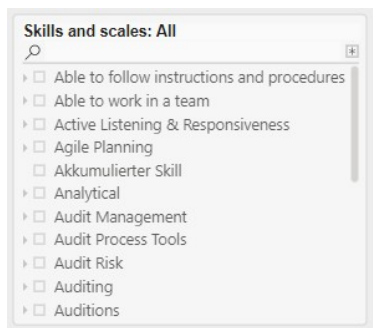 Skills and scales: All
Able to follow instructions and procedures
Able to work in a team
Active Listening & Responsiveness
Agile Planning
Akkumulierter Skill
Analytical
Audit Management
Audit Process Tools
Audit Risk
Auditing
Auditions